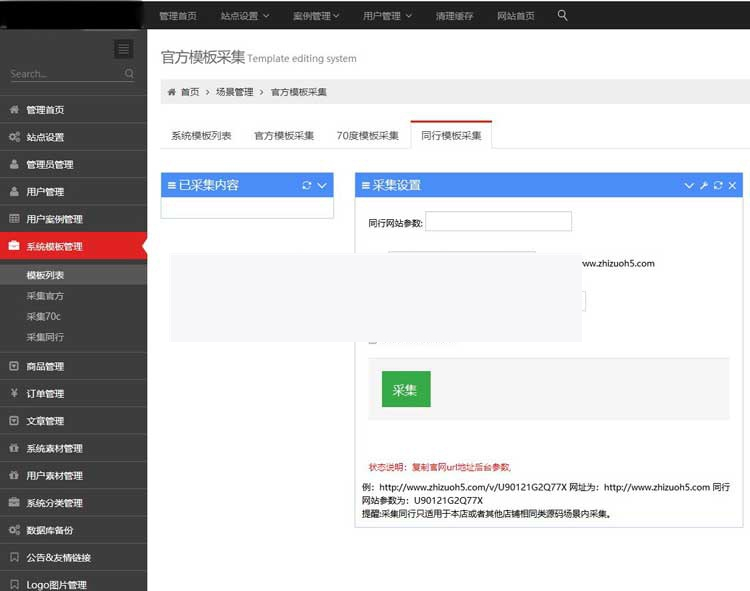 管理首页 站点设置 案例管理 用户管理 清理缓存 网站首页
Search...
管理首页
站点设置
管理员管理
用户管理
用户案例管理
系统模板管理
模板列表
采集官方
采集70c
采集同行
商品管理
订单管理
文章管理
系统素材管理
用户素材管理
系统分类管理
数据库备份
公告&友情链接
Logo图片管理
官方模板采集 Template editing system
首页 > 场景管理 > 官方模板采集
系统模板列表 官方模板采集 70度模板采集 同行模板采集
已采集内容
采集设置
同行网站参数:
ww.zhizuoh5.com
采集
状态说明：复制官网url地址后台参数,
例：http://www.zhizuoh5.com/v/U90121G2Q77X 网址为：http://www.zhizuoh5.com 同行
网站参数为：U90121G2Q77X
提醒:采集同行只适用于本店或者其他店铺相同类源码场景内采集。